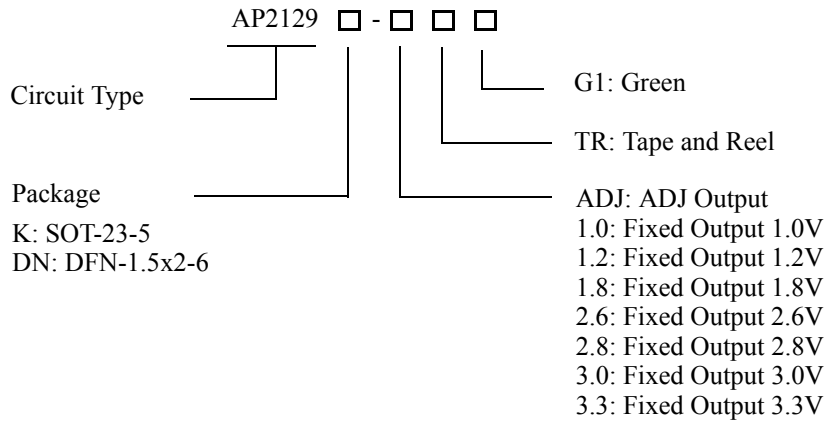 AP2129 -
Circuit Type
Package
K: SOT-23-5
DN: DFN-1.5x2-6
G1: Green
TR: Tape and Reel
ADJ: ADJ Output
1.0: Fixed Output 1.0V
1.2: Fixed Output 1.2V
1.8: Fixed Output 1.8V
2.6: Fixed Output 2.6V
2.8: Fixed Output 2.8V
3.0: Fixed Output 3.0V
3.3: Fixed Output 3.3V